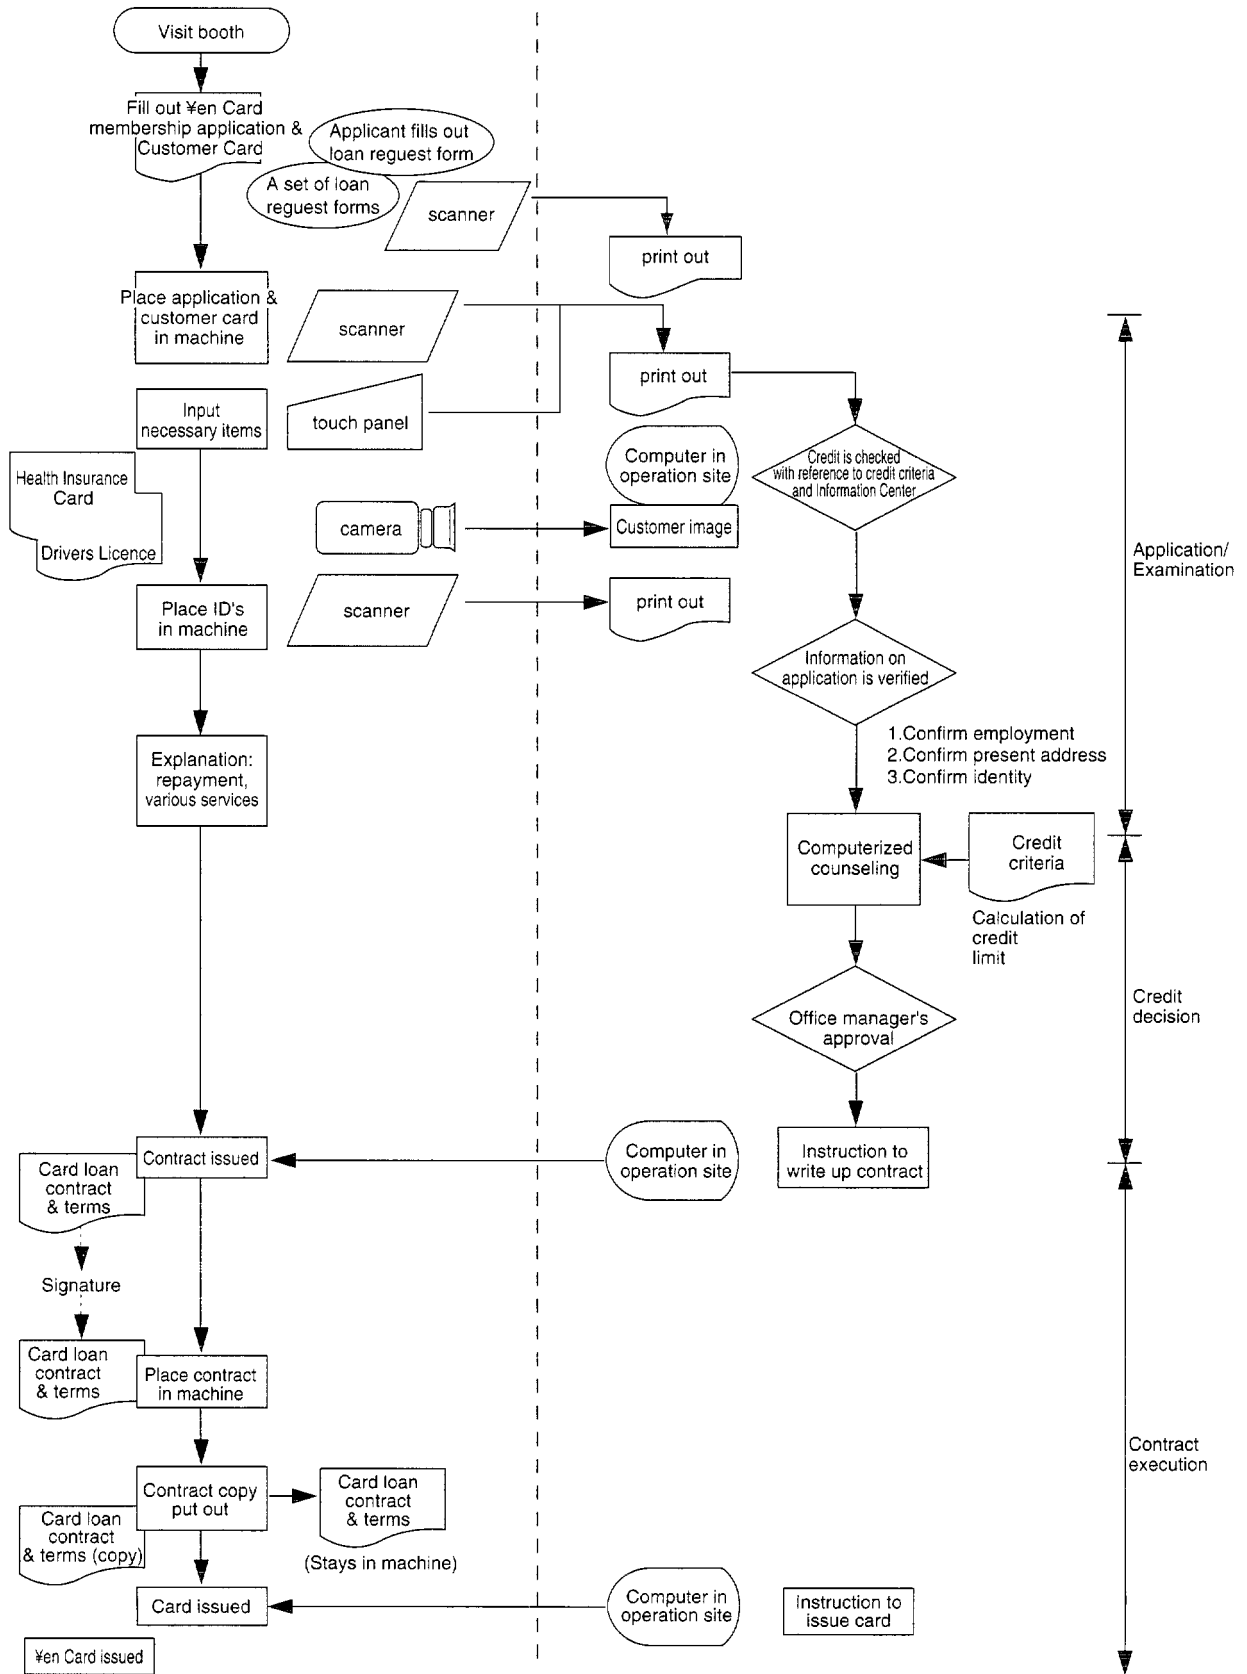 Visit booth
Fill out ¥en Card
membership application &
Customer Card
Applicant fills out
loan reguest form
A set of loan
reguest forms
scanner
print out
Place application &
customer card
in machine
scanner
print out
Input
necessary items
touch panel
Computer in
operation site
Credit is checked
with reference to credit criteria
and Information Center
Health Insurance
Card
Drivers Licence
camera
Customer image
Application/
Examination
Place ID's
in machine
scanner
print out
Information on
application is verified
1.Confirm employment
2.Confirm present address
3.Confirm identity
Explanation:
repayment,
various services
Computerized
counseling
Credit
criteria
Calculation of
credit
limit
Office manager's
approval
Credit
decision
Contract issued
Computer in
operation site
Instruction to
write up contract
Card loan
contract
& terms
Signature
Card loan
contract
& terms
Place contract
in machine
Contract
execution
Contract copy
put out
Card loan
contract
& terms
(Stays in machine)
Card loan
contract
& terms (copy)
Card issued
Computer in
operation site
Instruction to
issue card
¥en Card issued